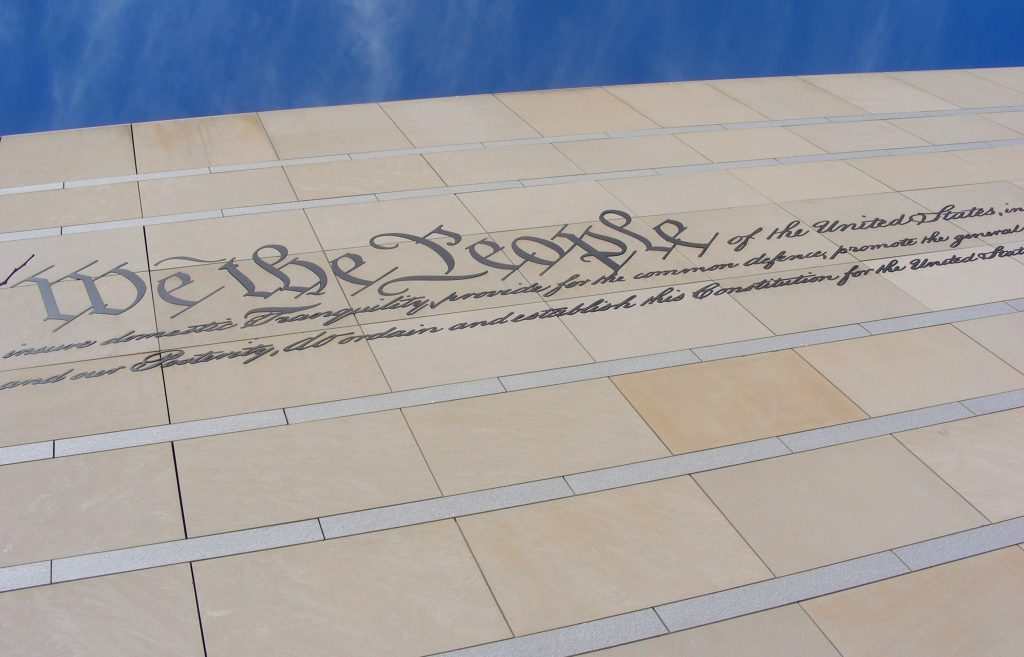 We the People of the United States, in
insure domestic Tranquility, provide for the common defence, promote the general
and our Posterity, do ordain and establish this Constitution for the United States